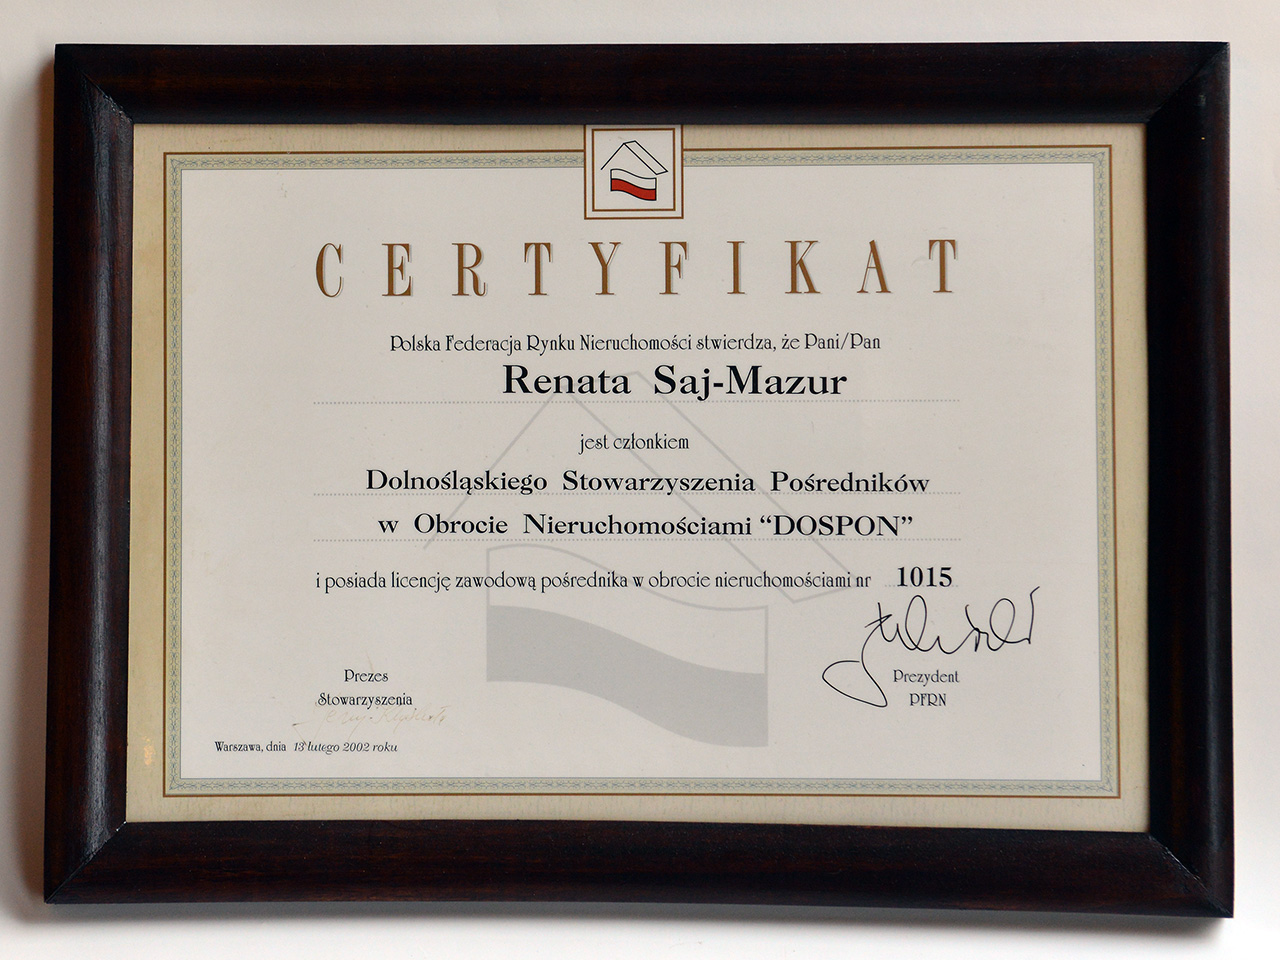 CERTYFIKAT
Polska Federacja Rynku Nieruchomości stwierdza, że Pani/Pan
Renata Saj-Mazur
jest członkiem
Dolnośląskiego Stowarzyszenia Pośredników
w Obrocie Nieruchomościami “DOSPON”
i posiada licencję zawodową pośrednika w obrocie nieruchomościami nr 1015
Prezes
Stowarzyszenia
Prezydent
PFRN
Warszawa, dnia 13 lutego 2002 roku